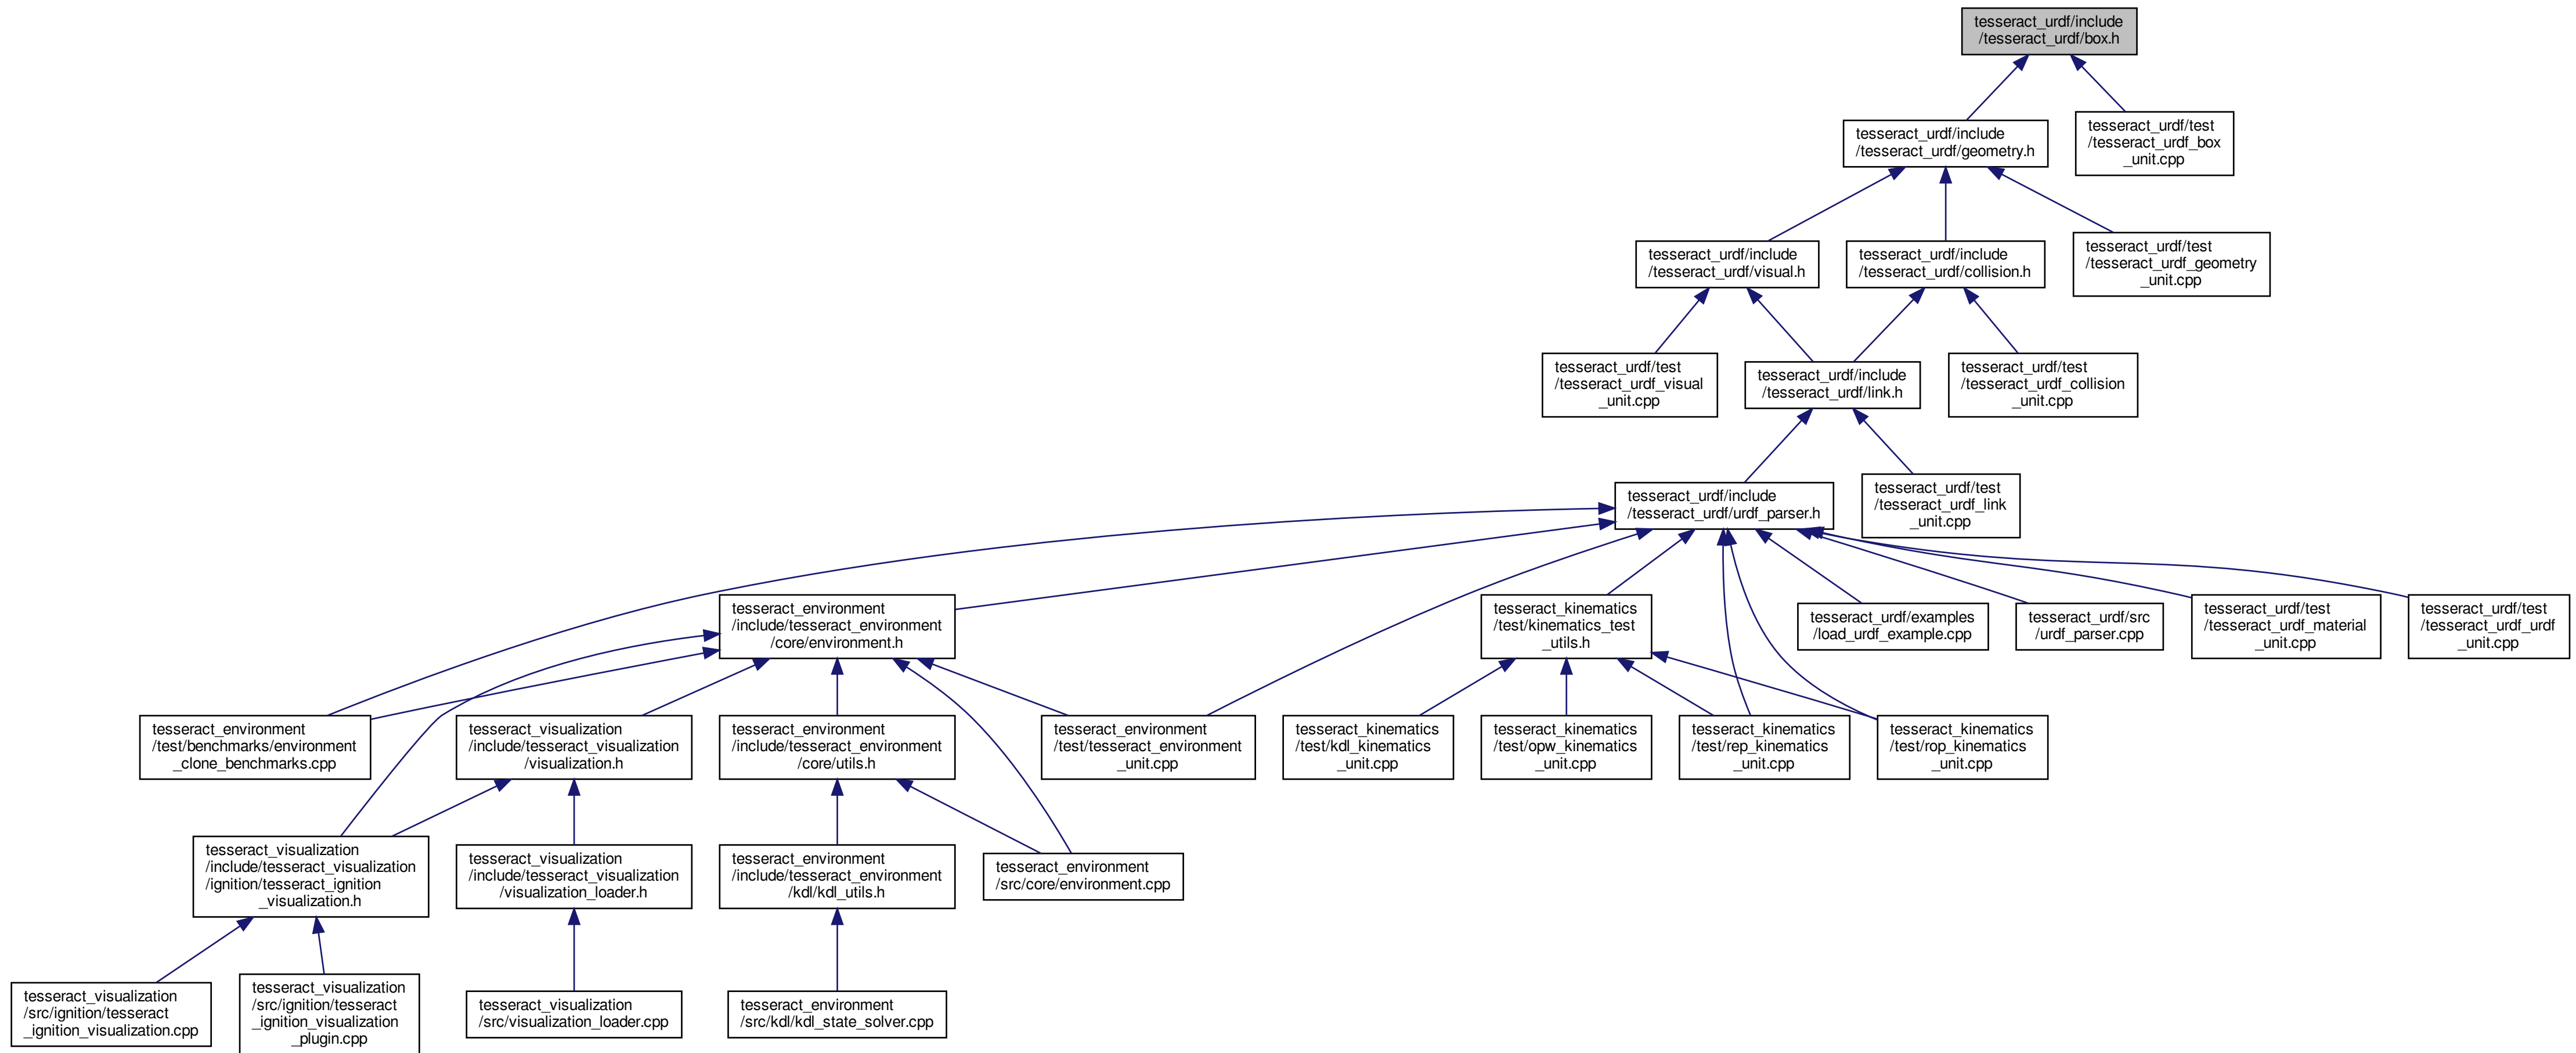 tesseract_urdf/include
/tesseract_urdf/box.h
tesseract_urdf/include
/tesseract_urdf/geometry.h
tesseract_urdf/test
/tesseract_urdf_box
_unit.cpp
tesseract_urdf/include
/tesseract_urdf/visual.h
tesseract_urdf/include
/tesseract_urdf/collision.h
tesseract_urdf/test
/tesseract_urdf_geometry
_unit.cpp
tesseract_urdf/test
/tesseract_urdf_visual
_unit.cpp
tesseract_urdf/include
/tesseract_urdf/link.h
tesseract_urdf/test
/tesseract_urdf_collision
_unit.cpp
tesseract_urdf/include
/tesseract_urdf/urdf_parser.h
tesseract_urdf/test
/tesseract_urdf_link
_unit.cpp
tesseract_environment
/include/tesseract_environment
/core/environment.h
tesseract_kinematics
/test/kinematics_test
_utils.h
tesseract_urdf/examples
/load_urdf_example.cpp
tesseract_urdf/src
/urdf_parser.cpp
tesseract_urdf/test
/tesseract_urdf_material
_unit.cpp
tesseract_urdf/test
/tesseract_urdf_urdf
_unit.cpp
tesseract_environment
/test/benchmarks/environment
_clone_benchmarks.cpp
tesseract_visualization
/include/tesseract_visualization
/visualization.h
tesseract_environment
/include/tesseract_environment
/core/utils.h
tesseract_environment
/test/tesseract_environment
_unit.cpp
tesseract_kinematics
/test/kdl_kinematics
_unit.cpp
tesseract_kinematics
/test/opw_kinematics
_unit.cpp
tesseract_kinematics
/test/rep_kinematics
_unit.cpp
tesseract_kinematics
/test/rop_kinematics
_unit.cpp
tesseract_visualization
/include/tesseract_visualization
/ignition/tesseract_ignition
_visualization.h
tesseract_visualization
/include/tesseract_visualization
/visualization_loader.h
tesseract_environment
/include/tesseract_environment
/kdl/kdl_utils.h
tesseract_environment
/src/core/environment.cpp
tesseract_visualization
/src/ignition/tesseract
_ignition_visualization.cpp
tesseract_visualization
/src/ignition/tesseract
_ignition_visualization
_plugin.cpp
tesseract_visualization
/src/visualization_loader.cpp
tesseract_environment
/src/kdl/kdl_state_solver.cpp